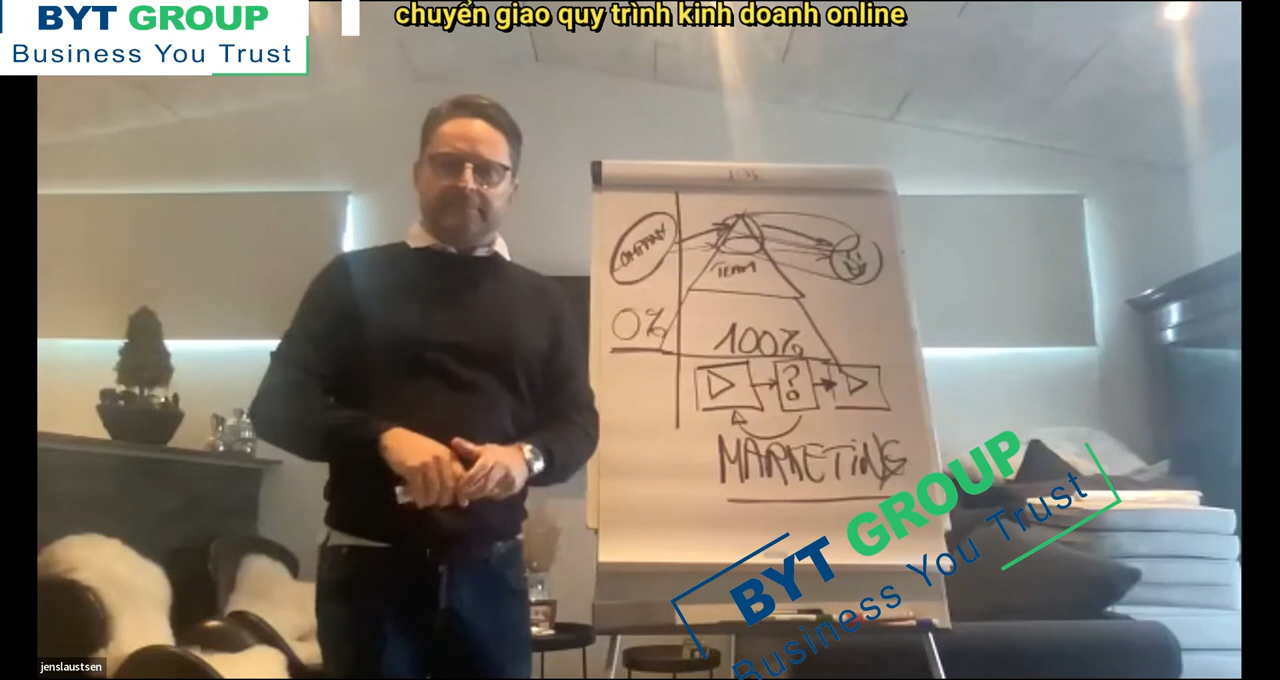 BYT GROUP
Business You Trust
chuyển giao quy trình kinh doanh online
COMPANY
TEAM
0%
100%
?
MARKETING
BYT GROUP
Business You Trust
jenslaustsen